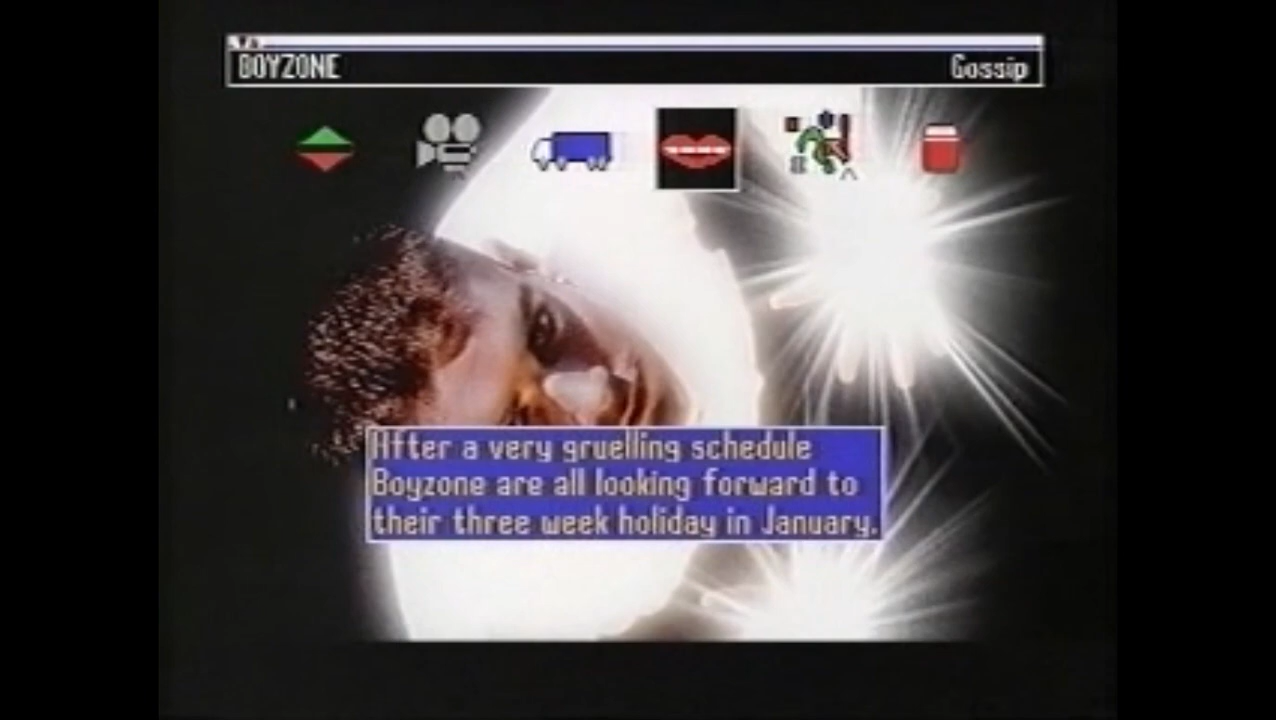 BOYZONE
Gossip
After a very gruelling schedule
Boyzone are all looking forward to
their three week holiday in January.